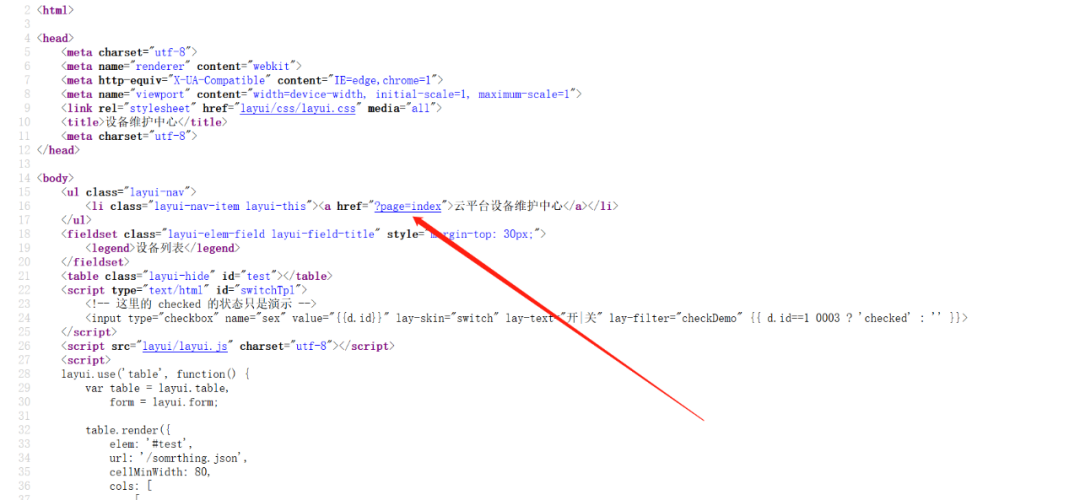 2 <html>
3
4 <head>
5 <meta charset="utf-8">
6 <meta name="renderer" content="webkit">
7 <meta http-equiv="X-UA-Compatible" content="IE=edge,chrome=1">
8 <meta name="viewport" content="width=device-width, initial-scale=1, maximum-scale=1">
9 <link rel="stylesheet" href="layui/css/layui.css" media="all">
10 <title>设备维护中心</title>
11 <meta charset="utf-8">
12 </head>
13
14 <body>
15 <ul class="layui-nav">
16 <li class="layui-nav-item layui-this"><a href="?page=index">云平台设备维护中心</a></li>
17 </ul>
18 <fieldset class="layui-elem-field layui-field-title" style="margin-top: 30px;">
19 <legend>设备列表</legend>
20 </fieldset>
21 <table class="layui-hide" id="test"></table>
22 <script type="text/html" id="switchTpl">
23 <!-- 这里的 checked 的状态只是演示 -->
24 <input type="checkbox" name="sex" value="{{d.id}}" lay-skin="switch" lay-text="开|关" lay-filter="checkDemo" {{ d.id==1 0003 ? 'checked' : '' }}>
25 </script>
26 <script src="layui/layui.js" charset="utf-8"></script>
27 <script>
28 layui.use('table', function() {
29 var table = layui.table,
30 form = layui.form;
31
32 table.render({
33 elem: '#test',
34 url: '/somrthing.json',
35 cellMinWidth: 80,
36 cols: [
37 [